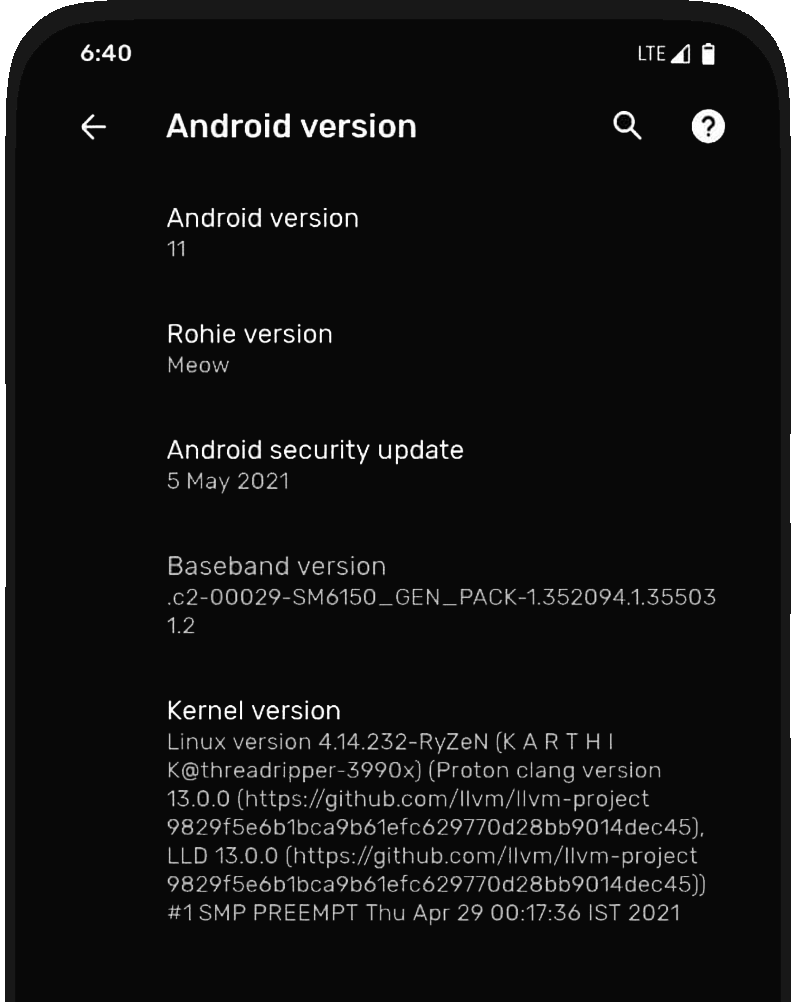 6:40
LTE
Android version
Android version
11
Rohie version
Meow
Android security update
5 May 2021
Baseband version
.c2-00029-SM6150_GEN_PACK-1.352094.1.35503
1.2
Kernel version
Linux version 4.14.232-RyZeN (K A R T H I
K@threadripper-3990x) (Proton clang version
13.0.0 (https://github.com/llvm/llvm-project
9829f5e6b1bca9b61efc629770d28bb9014dec45),
LLD 13.0.0 (https://github.com/llvm/llvm-project
9829f5e6b1bca9b61efc629770d28bb9014dec45))
#1 SMP PREEMPT Thu Apr 29 00:17:36 IST 2021